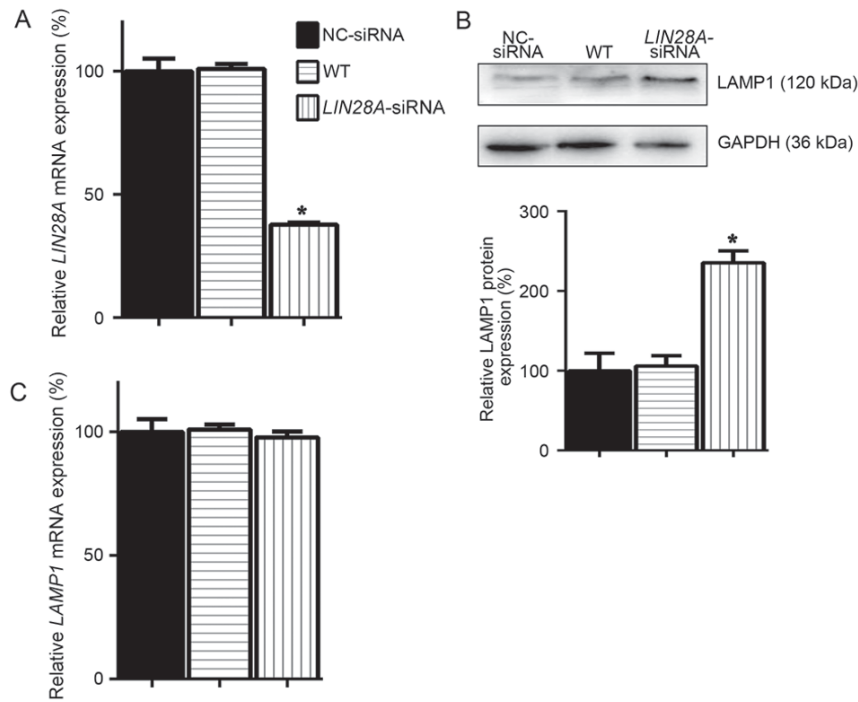 A
Relative LIN28A mRNA expression (%)
100
50
0
NC-siRNA
WT
LIN28A-siRNA
*
B
NC-
siRNA
WT
LIN28A-
siRNA
LAMP1 (120 kDa)
GAPDH (36 kDa)
Relative LAMP1 protein
expression (%)
300
200
100
0
*
C
Relative LAMP1 mRNA expression (%)
100
50
0